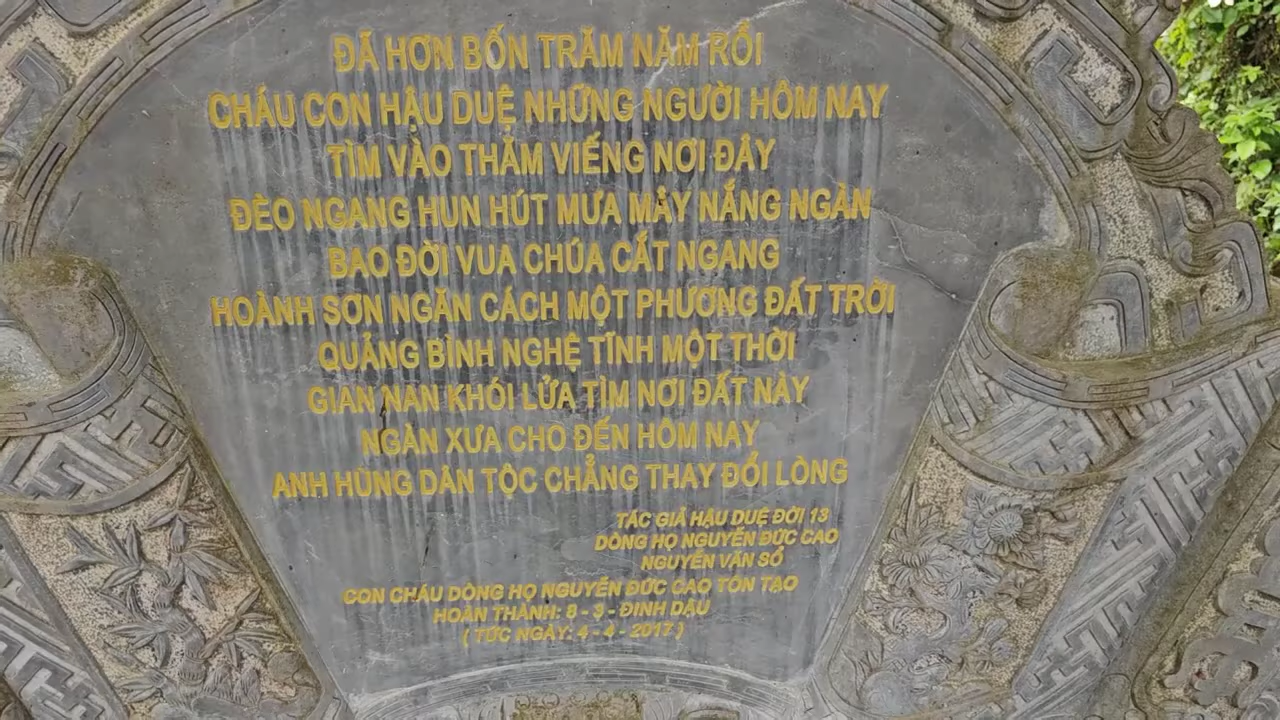 ĐÃ HƠN BỐN TRĂM NĂM RỒI
CHÁU CON HẬU DUỆ NHỮNG NGƯỜI HÔM NAY
TÌM VÀO THĂM VIẾNG NƠI ĐÂY
ĐÈO NGANG HUN HÚT MƯA MÂY NẮNG NGÀN
BAO ĐỜI VUA CHÚA CẮT NGANG
HOÀNH SƠN NGĂN CÁCH MỘT PHƯƠNG ĐẤT TRỜI
QUẢNG BÌNH NGHỆ TĨNH MỘT THỜI
GIAN NAN KHÓI LỬA TÌM NƠI ĐẤT NÀY
NGÀN XƯA CHO ĐẾN HÔM NAY
ANH HÙNG DÂN TỘC CHẲNG THAY ĐỔI LÒNG
TÁC GIẢ HẬU DUỆ ĐỜI 13
DÒNG HỌ NGUYỄN ĐỨC CAO
NGUYỄN VĂN SỔ
CON CHÁU DÒNG HỌ NGUYỄN ĐỨC CAO TÔN TẠO
HOÀN THÀNH: 8 - 3 - ĐINH DẬU
( TỨC NGÀY: 4 - 4 - 2017 )